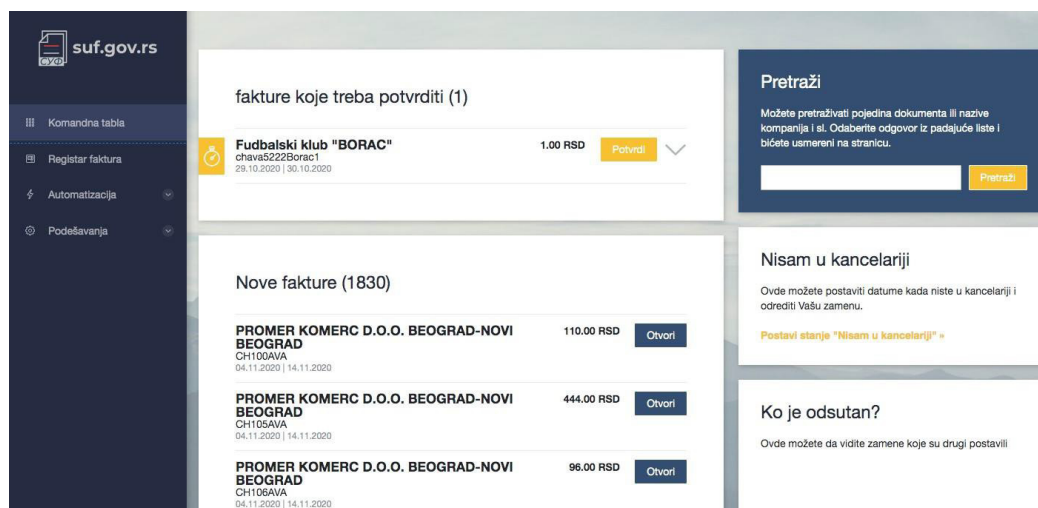 СУФ
suf.gov.rs
Komandna tabla
Registar faktura
Automatizacija
Podešavanja
fakture koje treba potvrditi (1)
Fudbalski klub "BORAC"
1.00 RSD
Potvrdi
chava5222Borac1
29.10.2020 | 30.10.2020
Nove fakture (1830)
PROMER KOMERC D.O.O. BEOGRAD-NOVI
BEOGRAD
110.00 RSD
Otvori
CH100AVA
04.11.2020 | 14.11.2020
PROMER KOMERC D.O.O. BEOGRAD-NOVI
BEOGRAD
444.00 RSD
Otvori
CH105AVA
04.11.2020 | 14.11.2020
PROMER KOMERC D.O.O. BEOGRAD-NOVI
BEOGRAD
96.00 RSD
Otvori
CH106AVA
04.11.2020 | 14.11.2020
Pretraži
Možete pretraživati pojedina dokumenta ili nazive
kompanija i sl. Odaberite odgovor iz padajuće liste i
bićete usmereni na stranicu.
Pretraži
Nisam u kancelariji
Ovde možete postaviti datume kada niste u kancelariji i
odrediti Vašu zamenu.
Postavi stanje "Nisam u kancelariji" »
Ko je odsutan?
Ovde možete da vidite zamene koje su drugi postavili